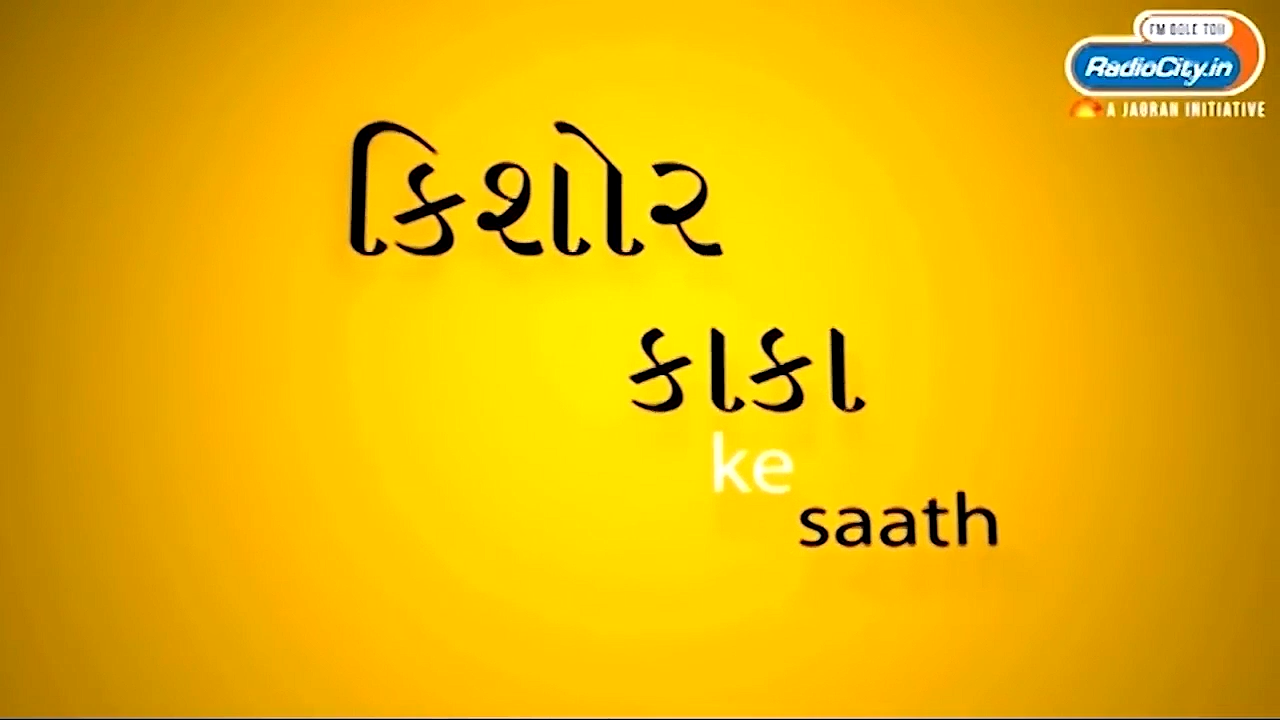 FM BOLE TOH
RadioCity.in
A JAGRAN INITIATIVE
કિશોર
કાકા
ke
saath